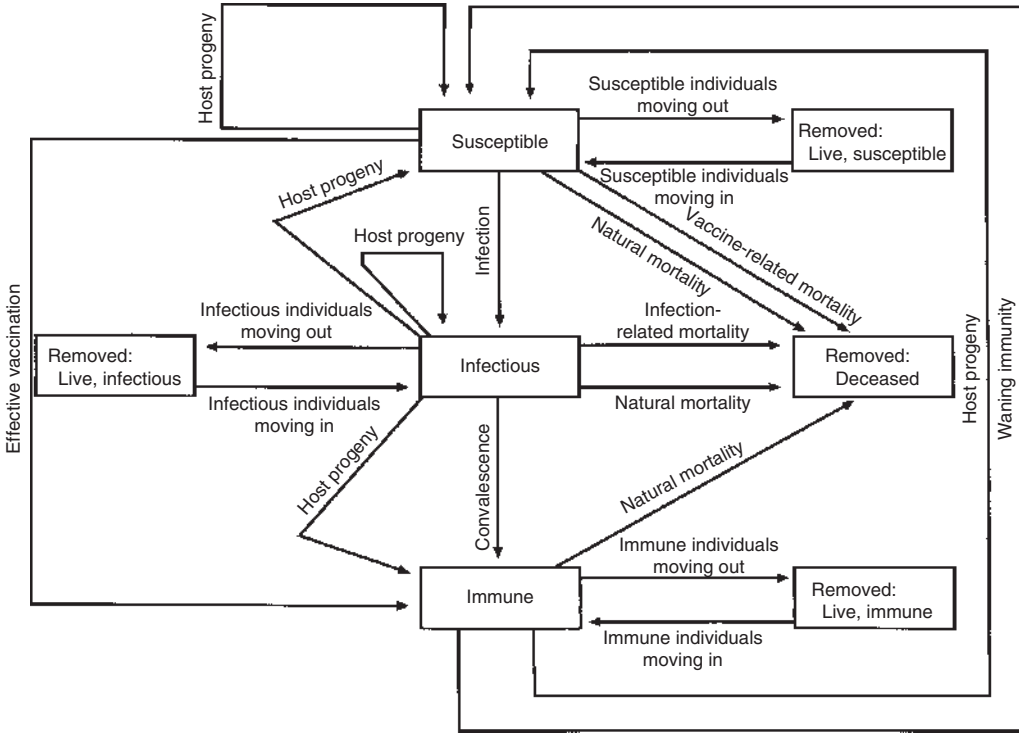 Host progeny
Susceptible individuals
moving out
Susceptible
Removed:
Live, susceptible
Susceptible individuals
moving in
Host progeny
Host progeny
Infection
Natural mortality
Vaccine-related mortality
Effective vaccination
Infectious individuals
moving out
Infection-
related mortality
Removed:
Live, infectious
Infectious
Removed:
Deceased
Host progeny
Waning immunity
Infectious individuals
moving in
Natural mortality
Host progeny
Convalescence
Natural mortality
Immune individuals
moving out
Immune
Removed:
Live, immune
Immune individuals
moving in